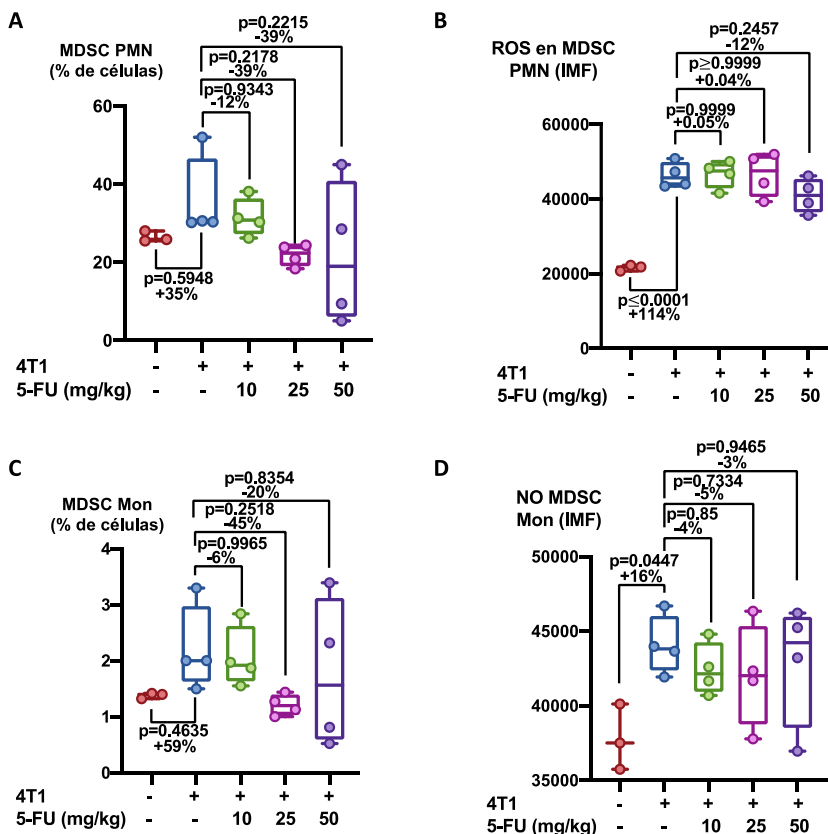 A
MDSC PMN
(% de células)
p=0.2215
-39%
p=0.2178
-39%
p=0.9343
-12%
60
40
20
0
p=0.5948
+35%
4T1 - + + + +
5-FU (mg/kg) - - 10 25 50
B
ROS en MDSC
PMN (IMF)
p=0.2457
-12%
p≥0.9999
+0.04%
p=0.9999
+0.05%
60000
40000
20000
0
p≤0.0001
+114%
4T1 - + + + +
5-FU (mg/kg) - - 10 25 50
C
MDSC Mon
(% de células)
p=0.8354
-20%
p=0.2518
-45%
p=0.9965
-6%
4
3
2
1
0
p=0.4635
+59%
4T1 - + + + +
5-FU (mg/kg) - - 10 25 50
D
NO MDSC
Mon (IMF)
p=0.9465
-3%
p=0.7334
-5%
p=0.85
-4%
p=0.0447
+16%
50000
45000
40000
35000
4T1 - + + + +
5-FU (mg/kg) - - 10 25 50